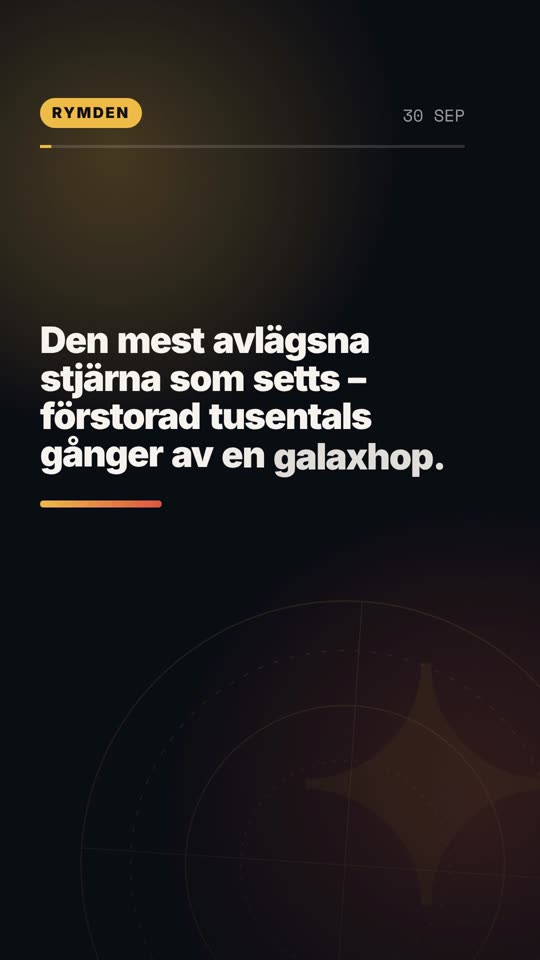 RYMDEN
30 SEP
Den mest avlägsna
stjärna som setts –
förstorad tusentals
gånger av en galaxhop.